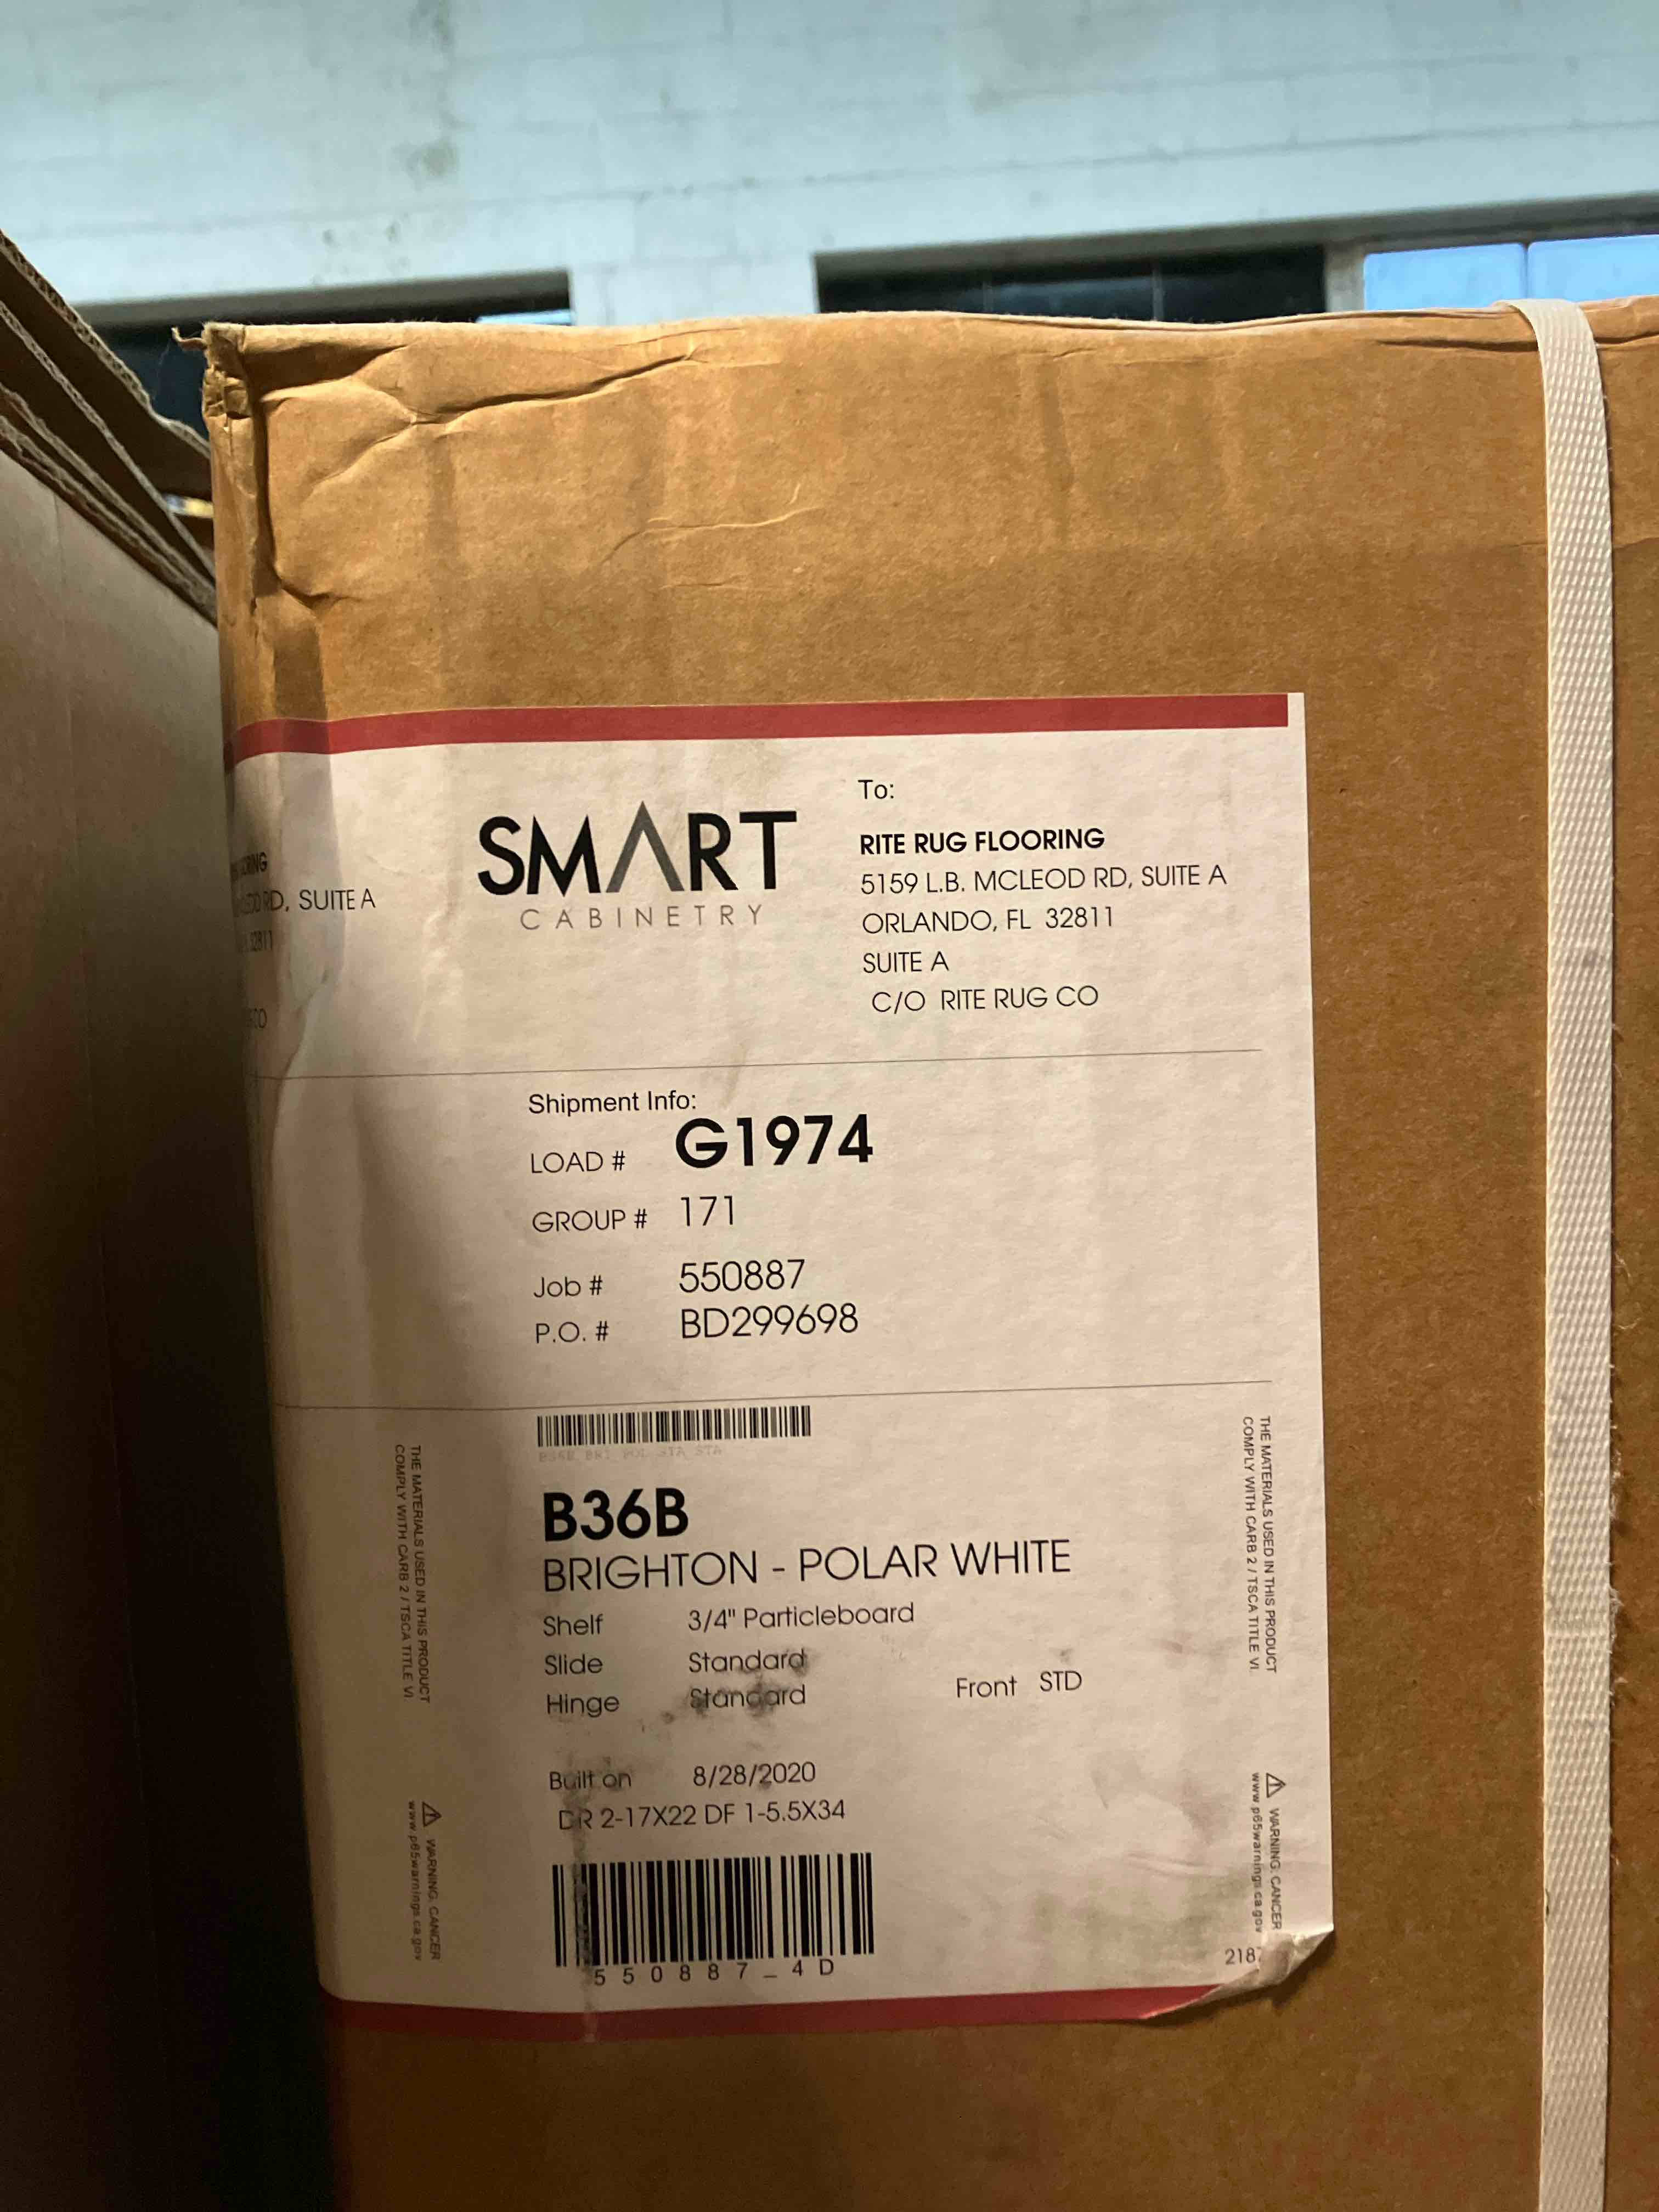 SMART
CABINETRY
To:
RITE RUG FLOORING
5159 L.B. MCLEOD RD, SUITE A
ORLANDO, FL 32811
SUITE A
C/O RITE RUG CO
RD, SUITE A
Shipment Info:
LOAD # G1974
GROUP # 171
Job # 550887
P.O. # BD299698
B36B
BRIGHTON - POLAR WHITE
Shelf 3/4" Particleboard
Slide Standard
Hinge Standard Front STD
Built on 8/28/2020
DR 2-17X22 DF 1-5.5X34
550887_4D
THE MATERIALS USED IN THIS PRODUCT
COMPLY WITH CARB 2 / TSCA TITLE VI
⚠ WARNING: CANCER
www.p65warnings.ca.gov
THE MATERIALS USED IN THIS PRODUCT
COMPLY WITH CARB 2 / TSCA TITLE VI
⚠ WARNING: CANCER
www.p65warnings.ca.gov